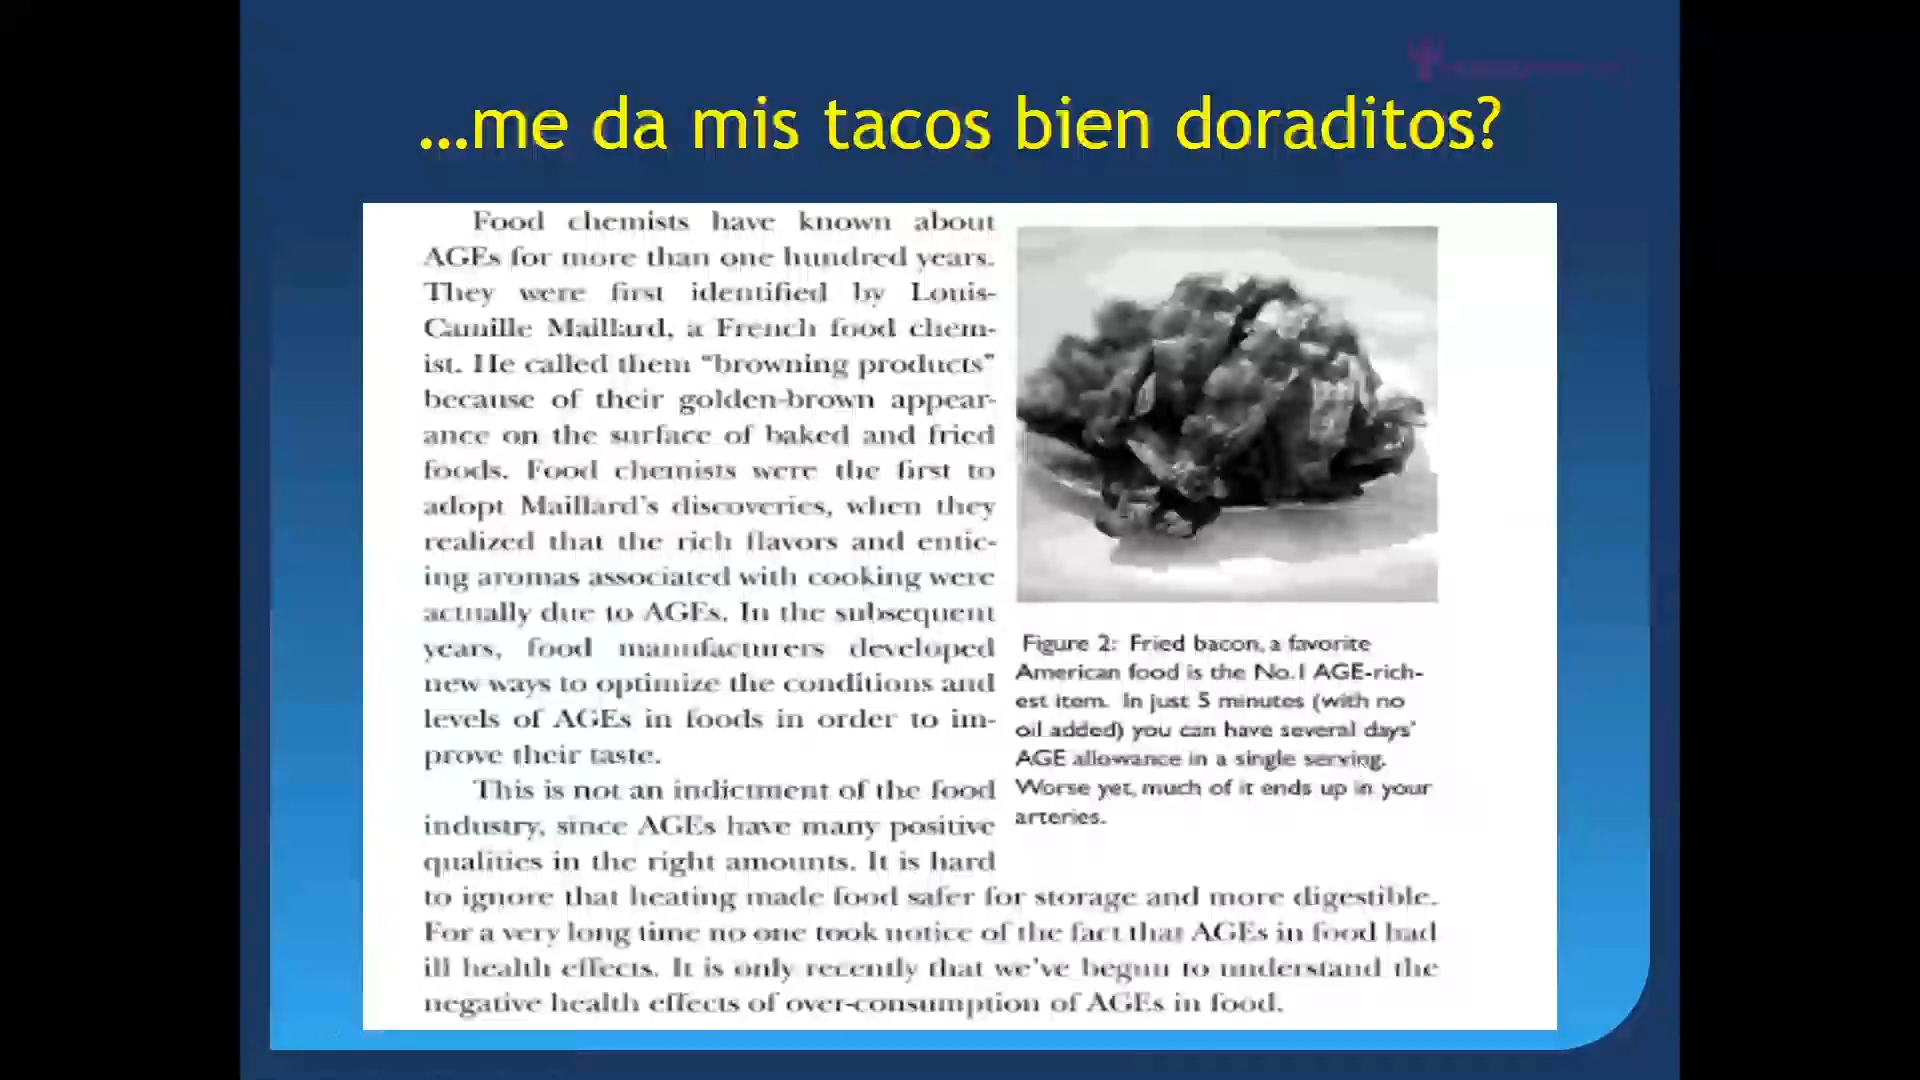 ...me da mis tacos bien doraditos?
Food chemists have known about
AGEs for more than one hundred years.
They were first identified by Louis-
Camille Maillard, a French food chem-
ist. He called them “browning products”
because of their golden-brown appear-
ance on the surface of baked and fried
foods. Food chemists were the first to
adopt Maillard’s discoveries, when they
realized that the rich flavors and entic-
ing aromas associated with cooking were
actually due to AGEs. In the subsequent
years, food manufacturers developed
new ways to optimize the conditions and
levels of AGEs in foods in order to im-
prove their taste.
This is not an indictment of the food
industry, since AGEs have many positive
qualities in the right amounts. It is hard
to ignore that heating made food safer for storage and more digestible.
For a very long time no one took notice of the fact that AGEs in food had
ill health effects. It is only recently that we’ve begun to understand the
negative health effects of over-consumption of AGEs in food.
Figure 2: Fried bacon, a favorite
American food is the No.1 AGE-rich-
est item. In just 5 minutes (with no
oil added) you can have several days’
AGE allowance in a single serving.
Worse yet, much of it ends up in your
arteries.